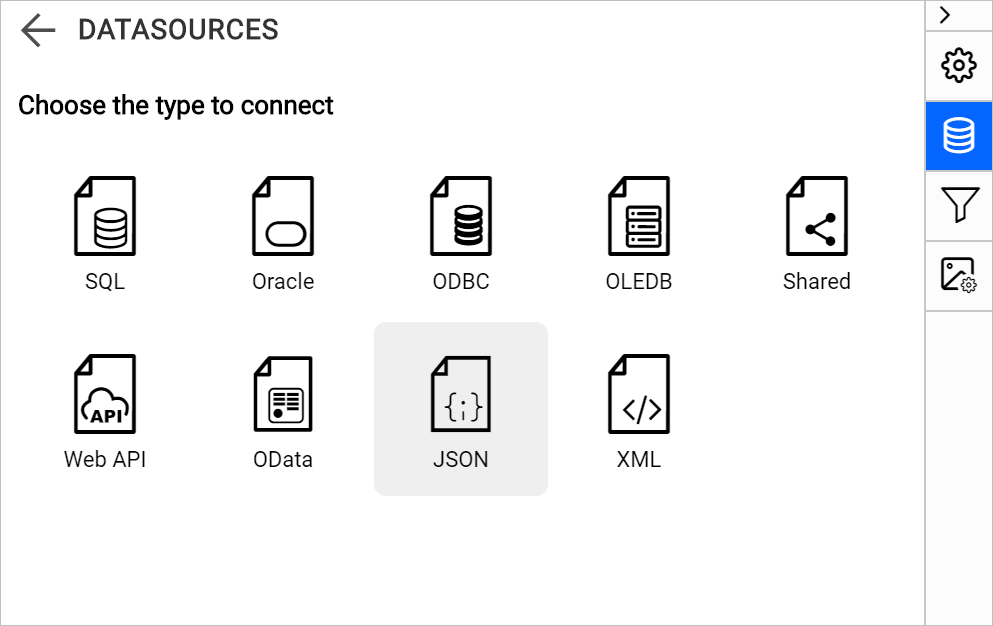 DATASOURCES
Choose the type to connect
SQL Oracle ODBC OLEDB Shared
API
{;}
</>
Web API OData JSON XML